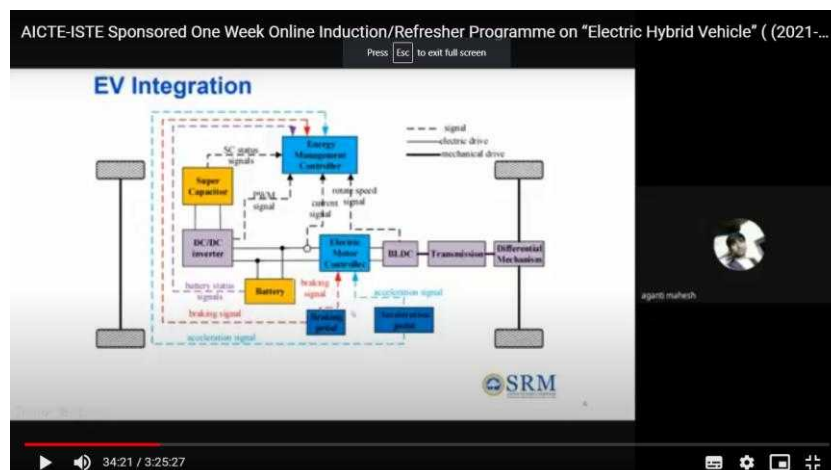 AICTE-ISTE Sponsored One Week Online Induction/Refresher Programme on “Electric Hybrid Vehicle” ( (2021-...
Press Esc to exit full screen
EV Integration
signal
electric drive
mechanical drive
Energy
Management
Controller
SC status
signals
Super
Capacitor
PWM
signal
current
signal
rotate speed
signal
DC/DC
inverter
Electric
Motor
Controller
BLDC
Transmission
Differential
Mechanism
battery status
signals
Battery
braking
signal
acceleration signal
braking signal
Braking
pedal
acceleration signal
SRM
aganti mahesh
34:21 / 3:25:27